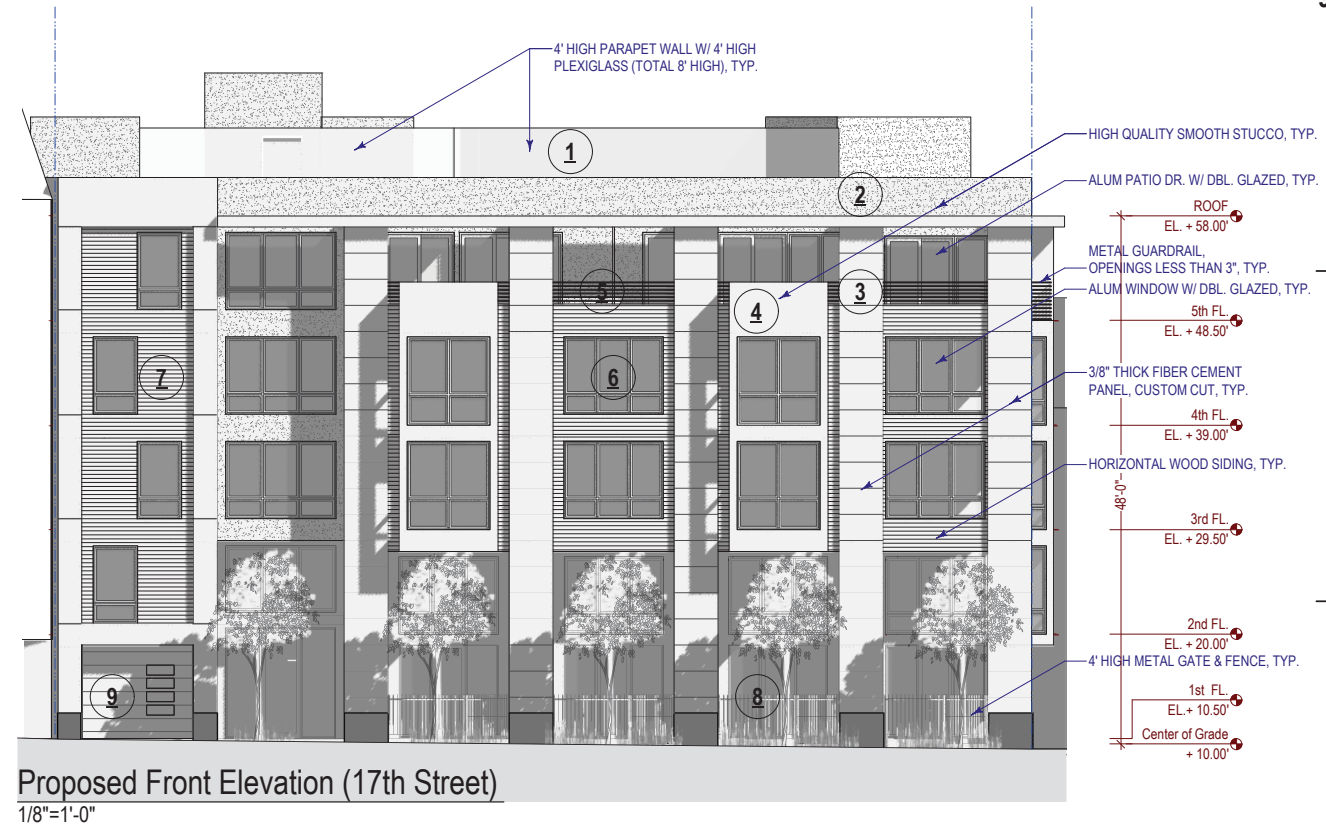 4' HIGH PARAPET WALL W/ 4' HIGH
PLEXIGLASS (TOTAL 8' HIGH), TYP.
1
2
3
4
5
6
7
8
9
HIGH QUALITY SMOOTH STUCCO, TYP.
ALUM PATIO DR. W/ DBL. GLAZED, TYP.
ROOF
EL. + 58.00'
METAL GUARDRAIL,
OPENINGS LESS THAN 3", TYP.
ALUM WINDOW W/ DBL. GLAZED, TYP.
5th FL.
EL. + 48.50'
3/8" THICK FIBER CEMENT
PANEL, CUSTOM CUT, TYP.
4th FL.
EL. + 39.00'
HORIZONTAL WOOD SIDING, TYP.
48'-0"
3rd FL.
EL. + 29.50'
2nd FL.
EL. + 20.00'
4' HIGH METAL GATE & FENCE, TYP.
1st FL.
EL.+ 10.50'
Center of Grade
+ 10.00'
Proposed Front Elevation (17th Street)
1/8"=1'-0"